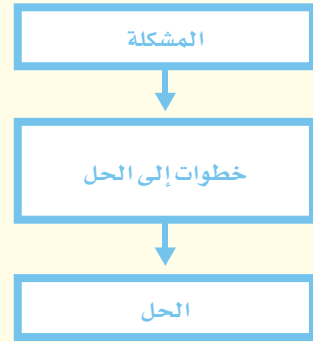 المشكلة
خطوات إلى الحل
الحل